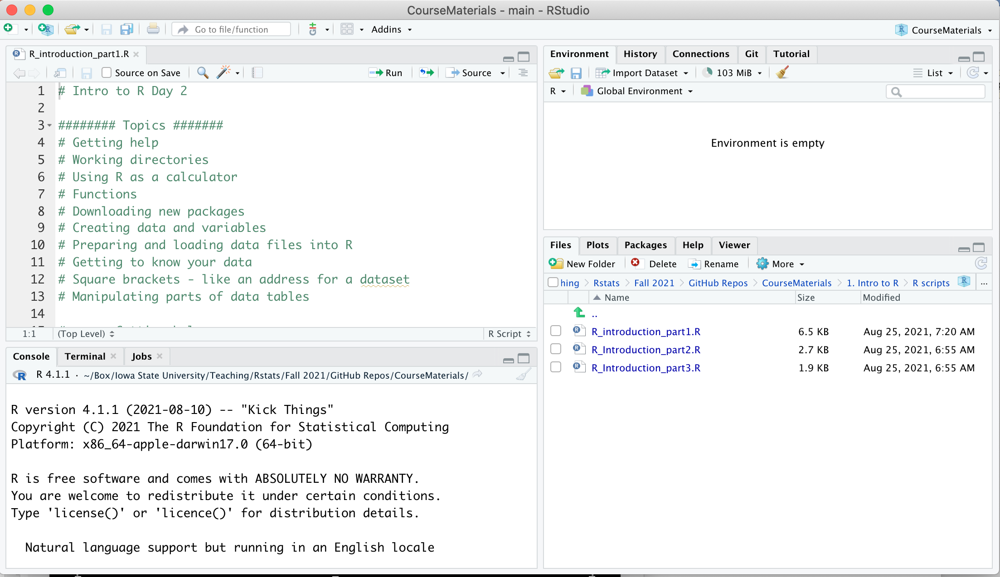 CourseMaterials - main - RStudio
Go to file/function
Addins
CourseMaterials
R_introduction_part1.R
Source on Save
Run
Source
1 # Intro to R Day 2
2
3 ######## Topics #######
4 # Getting help
5 # Working directories
6 # Using R as a calculator
7 # Functions
8 # Downloading new packages
9 # Creating data and variables
10 # Preparing and loading data files into R
11 # Getting to know your data
12 # Square brackets - like an address for a dataset
13 # Manipulating parts of data tables
14
1:1 (Top Level) R Script
Console Terminal Jobs
R 4.1.1 · ~/Box/Iowa State University/Teaching/Rstats/Fall 2021/GitHub Repos/CourseMaterials/
R version 4.1.1 (2021-08-10) -- "Kick Things"
Copyright (C) 2021 The R Foundation for Statistical Computing
Platform: x86_64-apple-darwin17.0 (64-bit)
R is free software and comes with ABSOLUTELY NO WARRANTY.
You are welcome to redistribute it under certain conditions.
Type 'license()' or 'licence()' for distribution details.
Natural language support but running in an English locale
Environment History Connections Git Tutorial
Import Dataset 103 MiB List
R Global Environment
Environment is empty
Files Plots Packages Help Viewer
New Folder Delete Rename More
hing > Rstats > Fall 2021 > GitHub Repos > CourseMaterials > 1. Intro to R > R scripts ...
Name Size Modified
..
R_introduction_part1.R 6.5 KB Aug 25, 2021, 7:20 AM
R_Introduction_part2.R 2.7 KB Aug 25, 2021, 6:55 AM
R_Introduction_part3.R 1.9 KB Aug 25, 2021, 6:55 AM